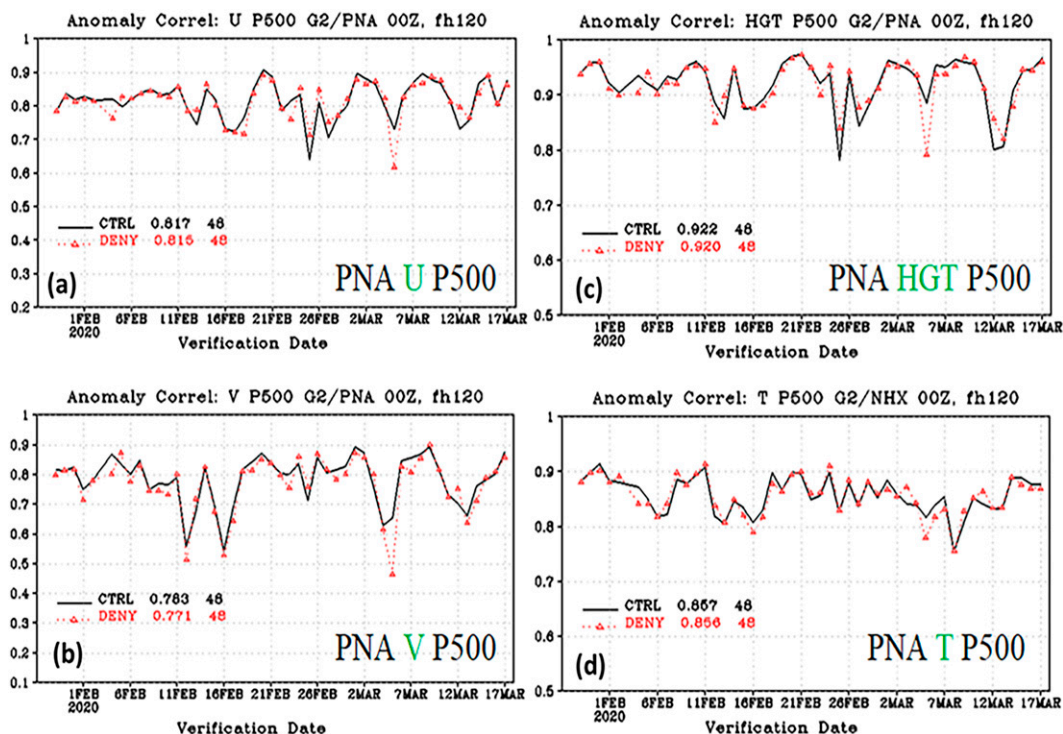 Anomaly Correl: U P500 G2/PNA 00Z, fh120
1
0.9
0.8
0.7
0.6
0.5
0.4
0.3
0.2
CTRL 0.817 48
DENY 0.815 48
(a)
PNA U P500
1FEB 6FEB 11FEB 16FEB 21FEB 26FEB 2MAR 7MAR 12MAR 17MAR
2020
Verification Date
Anomaly Correl: HGT P500 G2/PNA 00Z, fh120
1
0.9
0.8
0.7
0.6
0.5
CTRL 0.922 48
DENY 0.920 48
(c)
PNA HGT P500
1FEB 6FEB 11FEB 16FEB 21FEB 26FEB 2MAR 7MAR 12MAR 17MAR
2020
Verification Date
Anomaly Correl: V P500 G2/PNA 00Z, fh120
1
0.9
0.8
0.7
0.6
0.5
0.4
0.3
0.2
0.1
CTRL 0.783 48
DENY 0.771 48
(b)
PNA V P500
1FEB 6FEB 11FEB 16FEB 21FEB 26FEB 2MAR 7MAR 12MAR 17MAR
2020
Verification Date
Anomaly Correl: T P500 G2/NHX 00Z, fh120
1
0.9
0.8
0.7
0.6
0.5
CTRL 0.857 48
DENY 0.856 48
(d)
PNA T P500
1FEB 6FEB 11FEB 16FEB 21FEB 26FEB 2MAR 7MAR 12MAR 17MAR
2020
Verification Date